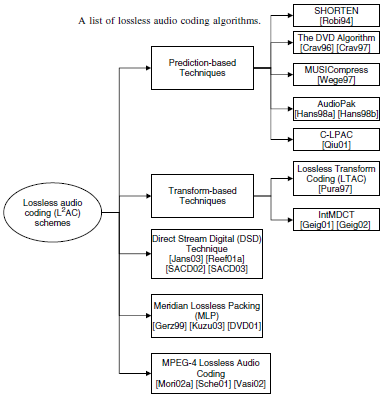 A list of lossless audio coding algorithms.
SHORTEN
[Robi94]
The DVD Algorithm
[Crav96] [Crav97]
Prediction-based
Techniques
MUSICompress
[Wege97]
AudioPak
[Hans98a] [Hans98b]
C-LPAC
[Qiu01]
Lossless Transform
Coding (LTAC)
[Pura97]
Transform-based
Techniques
IntMDCT
[Geig01] [Geig02]
Lossless audio
coding (L²AC)
schemes
Direct Stream Digital (DSD)
Technique
[Jans03] [Reef01a]
[SACD02] [SACD03]
Meridian Lossless Packing
(MLP)
[Gerz99] [Kuzu03] [DVD01]
MPEG-4 Lossless Audio
Coding
[Mori02a] [Sche01] [Vasi02]